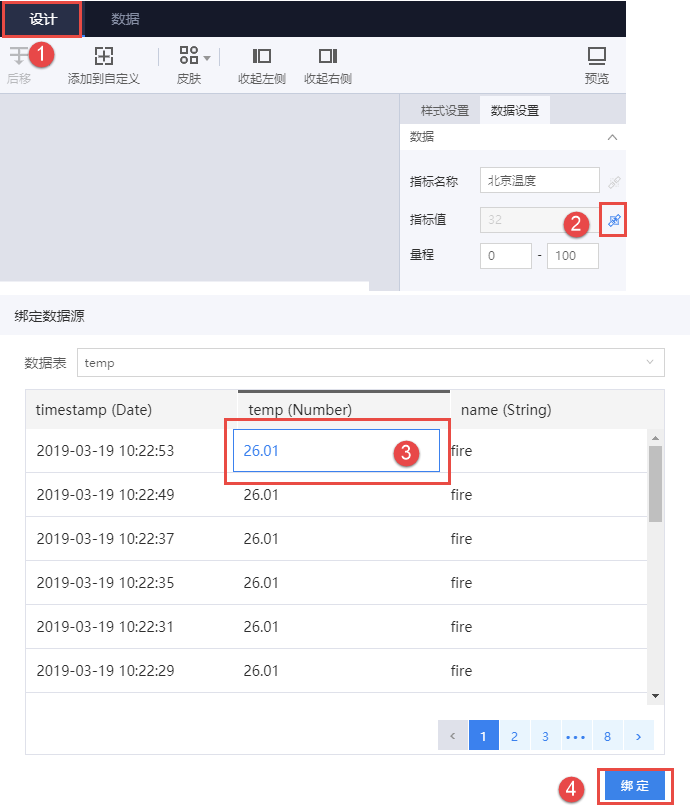 设计 数据
1
后移 添加到自定义 皮肤 收起左侧 收起右侧 预览
样式设置 数据设置
数据
指标名称 北京温度
指标值 32 2
量程 0 - 100
绑定数据源
数据表 temp
timestamp (Date) temp (Number) name (String)
2019-03-19 10:22:53 26.01 3 fire
2019-03-19 10:22:49 26.01 fire
2019-03-19 10:22:37 26.01 fire
2019-03-19 10:22:35 26.01 fire
2019-03-19 10:22:31 26.01 fire
2019-03-19 10:22:29 26.01 fire
< 1 2 3 ••• 8 >
4 绑定